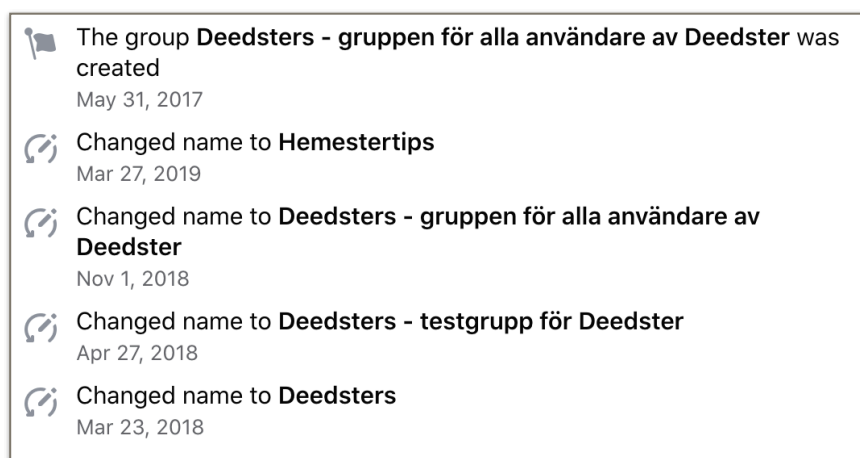 The group Deedsters - gruppen för alla användare av Deedster was
created
May 31, 2017
Changed name to Hemestertips
Mar 27, 2019
Changed name to Deedsters - gruppen för alla användare av
Deedster
Nov 1, 2018
Changed name to Deedsters - testgrupp för Deedster
Apr 27, 2018
Changed name to Deedsters
Mar 23, 2018